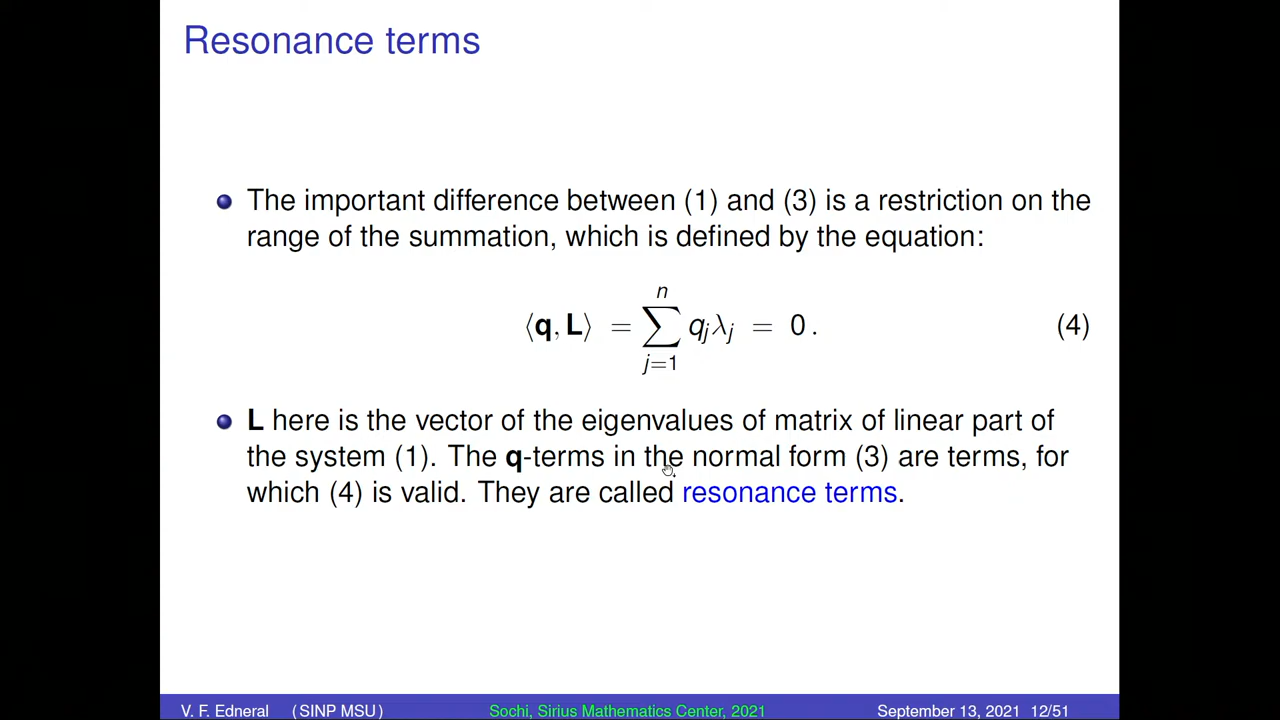 Resonance terms
The important difference between (1) and (3) is a restriction on the
range of the summation, which is defined by the equation:
⟨q, L⟩ = ∑_{j=1}^{n} q_j λ_j = 0 . (4)
L here is the vector of the eigenvalues of matrix of linear part of
the system (1). The q-terms in the normal form (3) are terms, for
which (4) is valid. They are called resonance terms.
V. F. Edneral (SINP MSU) Sochi, Sirius Mathematics Center, 2021 September 13, 2021 12/51